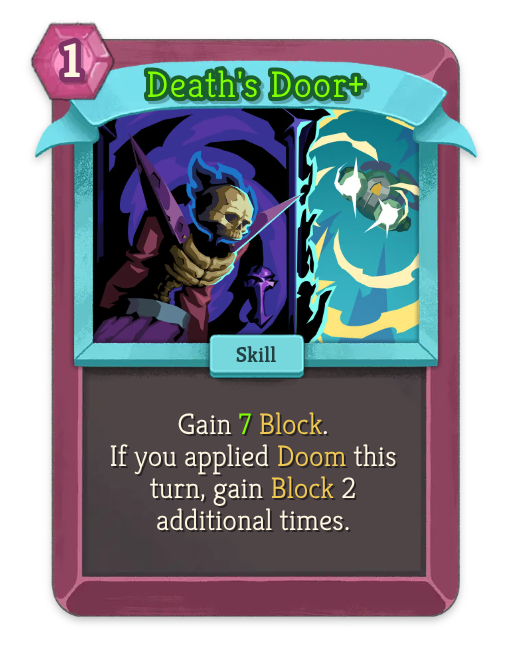 1
Death's Door+
Skill
Gain 7 Block.
If you applied Doom this
turn, gain Block 2
additional times.